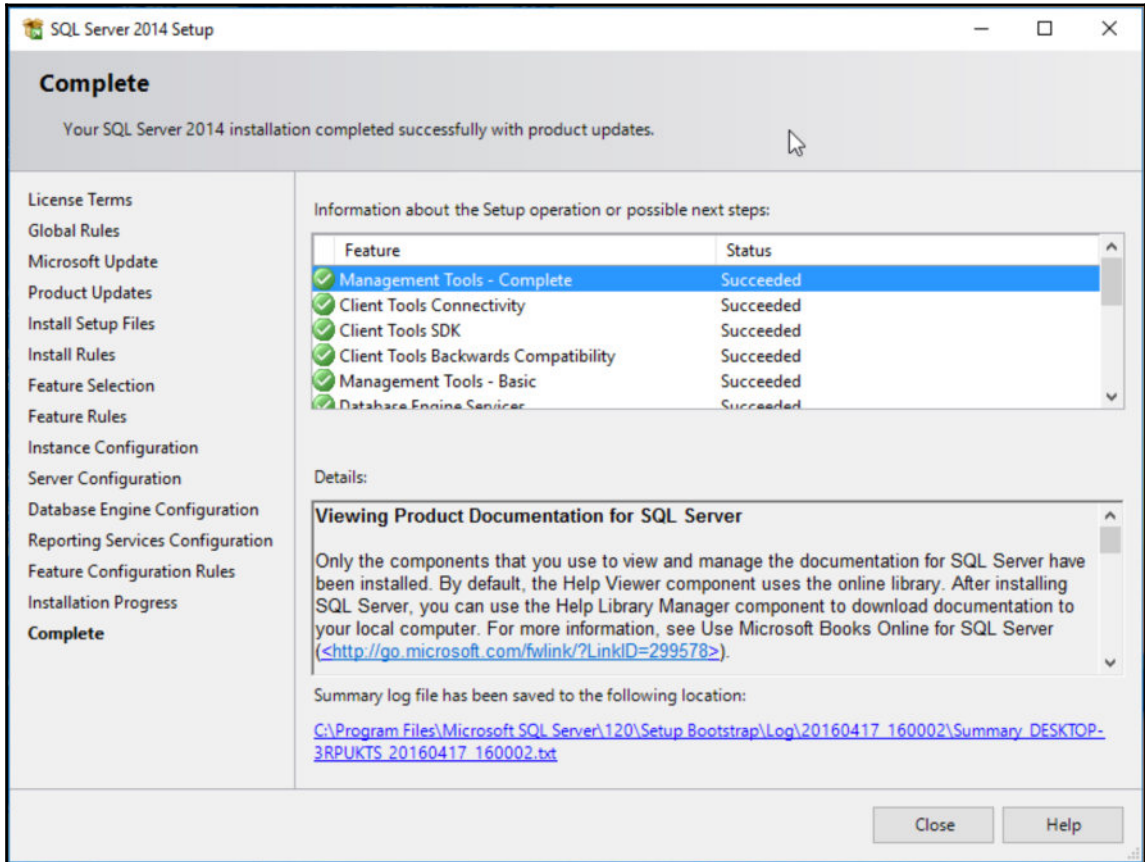 SQL Server 2014 Setup
Complete
Your SQL Server 2014 installation completed successfully with product updates.
License Terms
Global Rules
Microsoft Update
Product Updates
Install Setup Files
Install Rules
Feature Selection
Feature Rules
Instance Configuration
Server Configuration
Database Engine Configuration
Reporting Services Configuration
Feature Configuration Rules
Installation Progress
Complete
Information about the Setup operation or possible next steps:
Feature Status
Management Tools - Complete Succeeded
Client Tools Connectivity Succeeded
Client Tools SDK Succeeded
Client Tools Backwards Compatibility Succeeded
Management Tools - Basic Succeeded
Database Engine Services Succeeded
Details:
Viewing Product Documentation for SQL Server
Only the components that you use to view and manage the documentation for SQL Server have
been installed. By default, the Help Viewer component uses the online library. After installing
SQL Server, you can use the Help Library Manager component to download documentation to
your local computer. For more information, see Use Microsoft Books Online for SQL Server
(<http://go.microsoft.com/fwlink/?LinkID=299578>).
Summary log file has been saved to the following location:
C:\Program Files\Microsoft SQL Server\120\Setup Bootstrap\Log\20160417_160002\Summary_DESKTOP-
3RPUKTS_20160417_160002.txt
Close Help